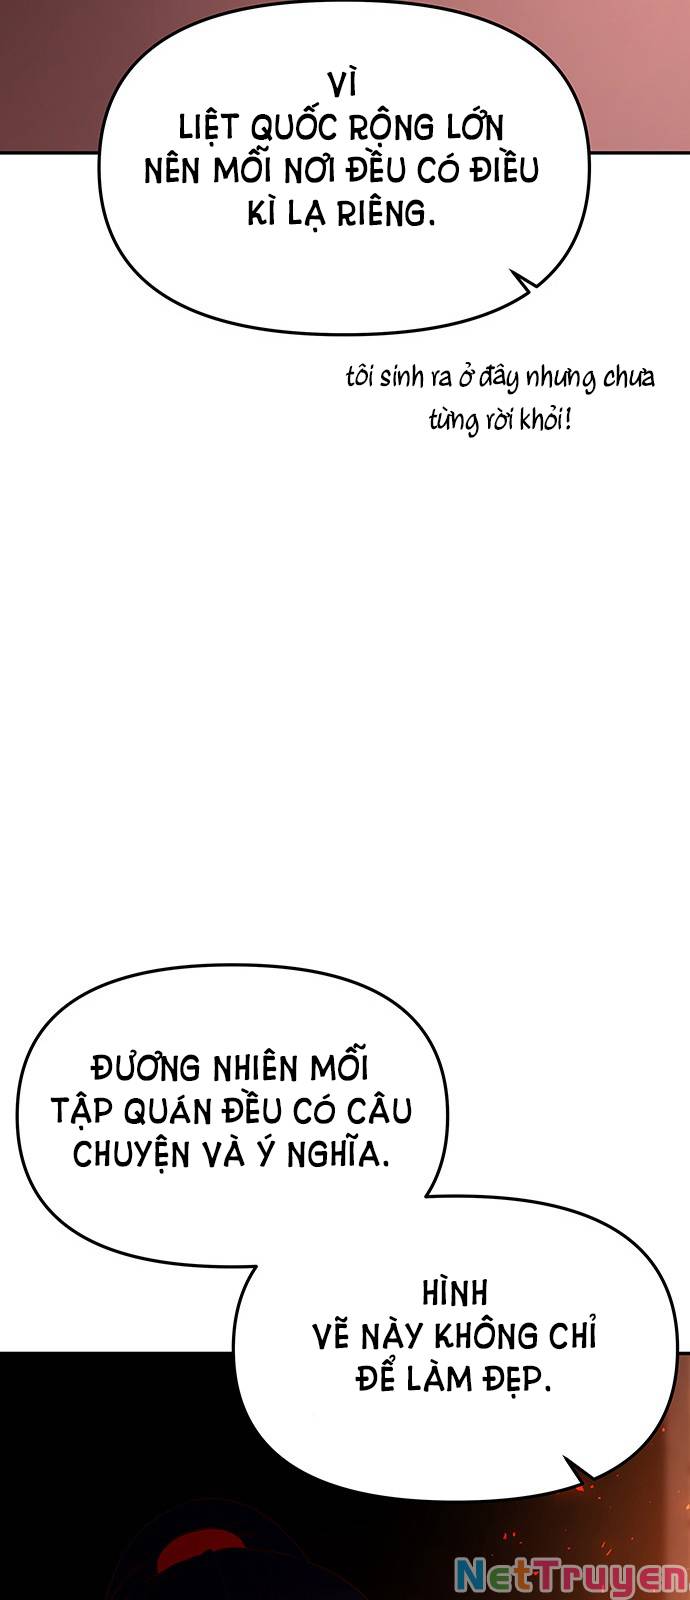 VÌ
LIỆT QUỐC RỘNG LỚN
NÊN MỖI NƠI ĐỀU CÓ ĐIỀU
KÌ LẠ RIÊNG.
tôi sinh ra ở đây nhưng chưa
từng rời khỏi!
ĐƯƠNG NHIÊN MỖI
TẬP QUÁN ĐỀU CÓ CÂU
CHUYỆN VÀ Ý NGHĨA.
HÌNH
VẼ NÀY KHÔNG CHỈ
ĐỂ LÀM ĐẸP.
NetTruyen